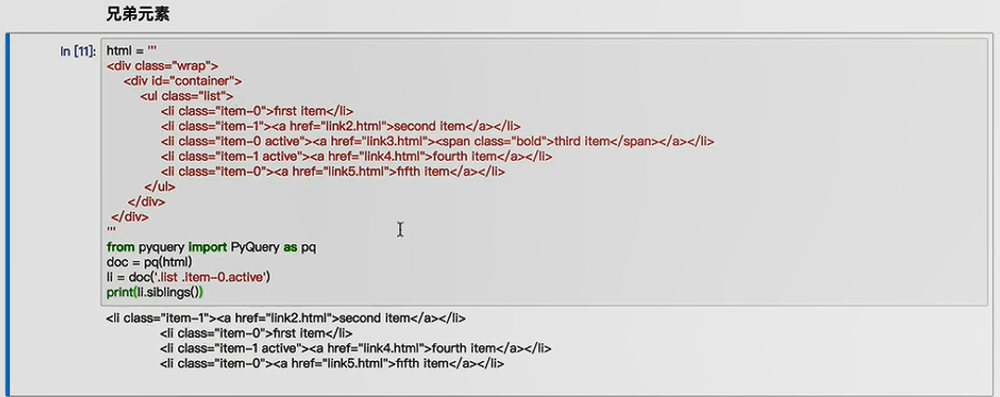 兄弟元素
In [11]:
html = '''
<div class="wrap">
<div id="container">
<ul class="list">
<li class="item-0">first item</li>
<li class="item-1"><a href="link2.html">second item</a></li>
<li class="item-0 active"><a href="link3.html"><span class="bold">third item</span></a></li>
<li class="item-1 active"><a href="link4.html">fourth item</a></li>
<li class="item-0"><a href="link5.html">fifth item</a></li>
</ul>
</div>
</div>
'''
from pyquery import PyQuery as pq
doc = pq(html)
li = doc('.list .item-0.active')
print(li.siblings())
<li class="item-1"><a href="link2.html">second item</a></li>
<li class="item-0">first item</li>
<li class="item-1 active"><a href="link4.html">fourth item</a></li>
<li class="item-0"><a href="link5.html">fifth item</a></li>